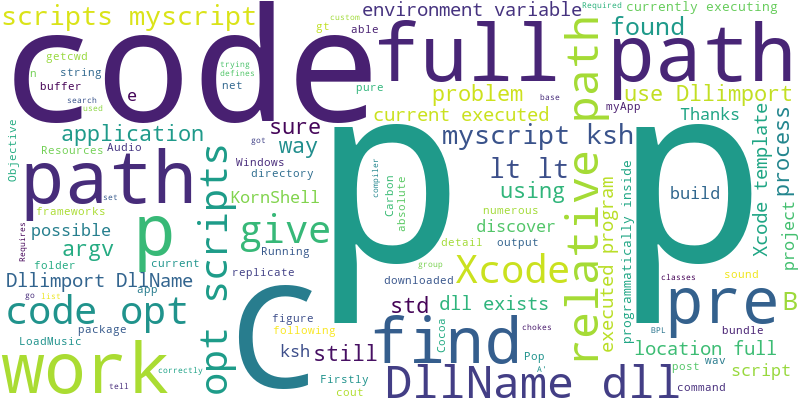 scripts myscript
code
full path
environment variable
Required
currently executing
custom
gt
able
found
getcwd
n
string
trying
defines
buffer
e
net
search
used
pure
problem
base
myApp
use Dllimport
current executed
application
sure
Thanks
Objective
Resources
Audio
way
got
myscript ksh
relative path
Xcode template
process
Windows
directory
lt lt
path
set
KornShell
Carbon
absolute
compiler
using
build
p
p
p
frameworks
give
numerous
discover
possible
Requires
opt scripts
argv
Running
detail
output
executed program
programmatically inside
project
folder
current
replicate
group
Xcode
classes
sound
Dllimport DllName
app
downloaded
C
go
list
std
dll exists
pre
B
code opt
package
figure
following
find
chokes
BPL
bundle
LoadMusic
ksh
still
Cocoa
location full
work
correctly
Firstly
Pop
A'
post
wav
script
tell
cout
DllName dll
command